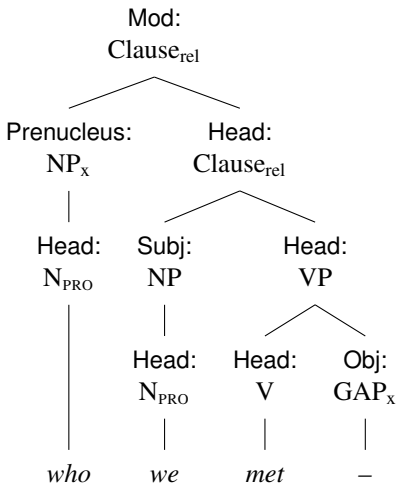 Mod:
Clause_rel
Prenucleus: Head:
NP_x Clause_rel
Head: Subj: Head:
N_PRO NP VP
Head: Head: Obj:
N_PRO V GAP_x
who we met –